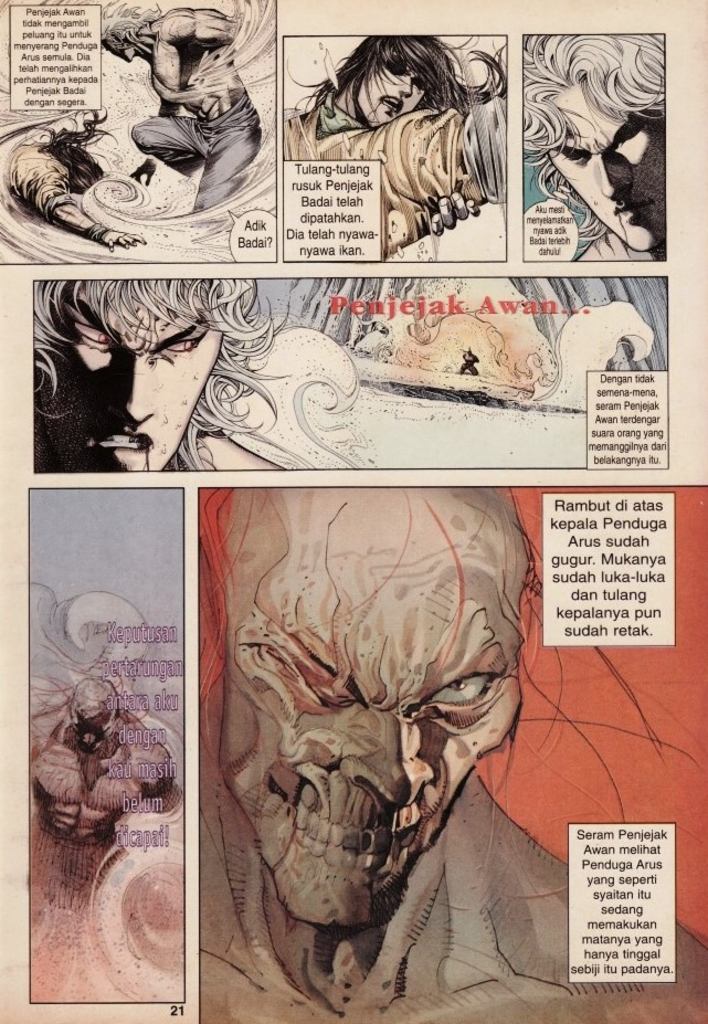 Penjejak Awan
tidak mengambil
peluang itu untuk
menyerang Penduga
Arus semula. Dia
telah mengalihkan
perhatiannya kepada
Penjejak Badai
dengan segera.
Adik
Badai?
Tulang-tulang
rusuk Penjejak
Badai telah
dipatahkan.
Dia telah nyawa-
nyawa ikan.
Aku mesti
menyelamatkan
nyawa adik
Badai terlebih
dahulu!
Penjejak Awan...
Dengan tidak
semena-mena,
seram Penjejak
Awan terdengar
suara orang yang
memanggilnya dari
belakangnya itu.
Keputusan
pertarungan
antara aku
dengan
kau masih
belum
dicapai!
Rambut di atas
kepala Penduga
Arus sudah
gugur. Mukanya
sudah luka-luka
dan tulang
kepalanya pun
sudah retak.
Seram Penjejak
Awan melihat
Penduga Arus
yang seperti
syaitan itu
sedang
memakukan
matanya yang
hanya tinggal
sebiji itu padanya.
21